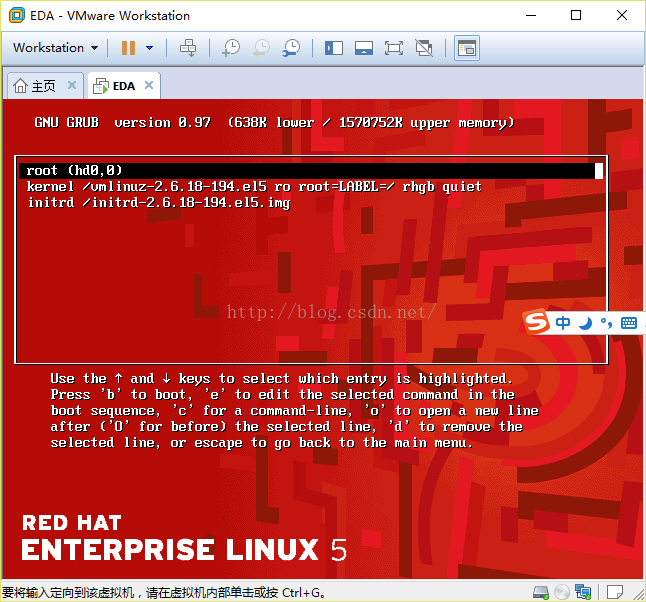 EDA - VMware Workstation
Workstation
主页
EDA
GNU GRUB version 0.97 (638K lower / 1570752K upper memory)
root (hd0,0)
kernel /vmlinuz-2.6.18-194.el5 ro root=LABEL=/ rhgb quiet
initrd /initrd-2.6.18-194.el5.img
http://blog.csdn.net/
S中
Use the ↑ and ↓ keys to select which entry is highlighted.
Press 'b' to boot, 'e' to edit the selected command in the
boot sequence, 'c' for a command-line, 'o' to open a new line
after ('O' for before) the selected line, 'd' to remove the
selected line, or escape to go back to the main menu.
RED HAT
ENTERPRISE LINUX 5
要将输入定向到该虚拟机，请在虚拟机内部单击或按 Ctrl+G。